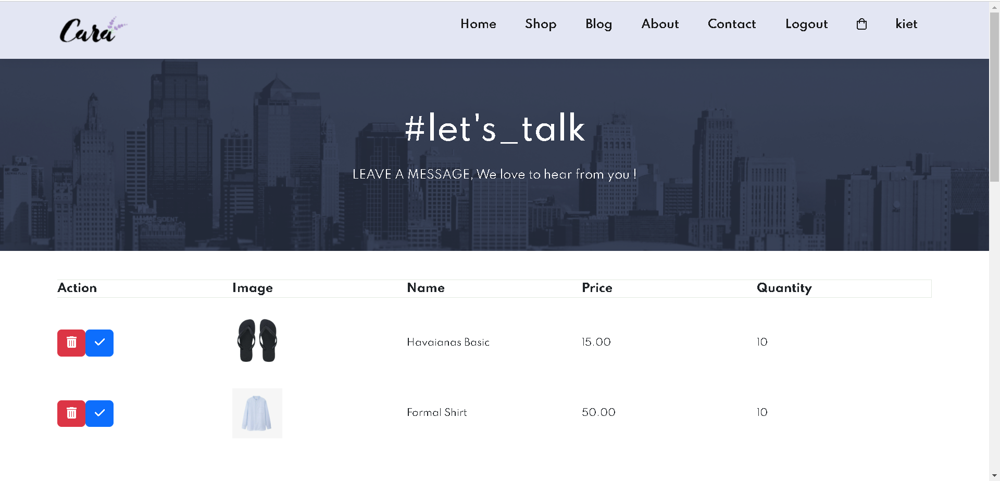 Cara
Home Shop Blog About Contact Logout kiet
#let's_talk
LEAVE A MESSAGE, We love to hear from you !
Action Image Name Price Quantity
Havaianas Basic 15.00 10
Formal Shirt 50.00 10